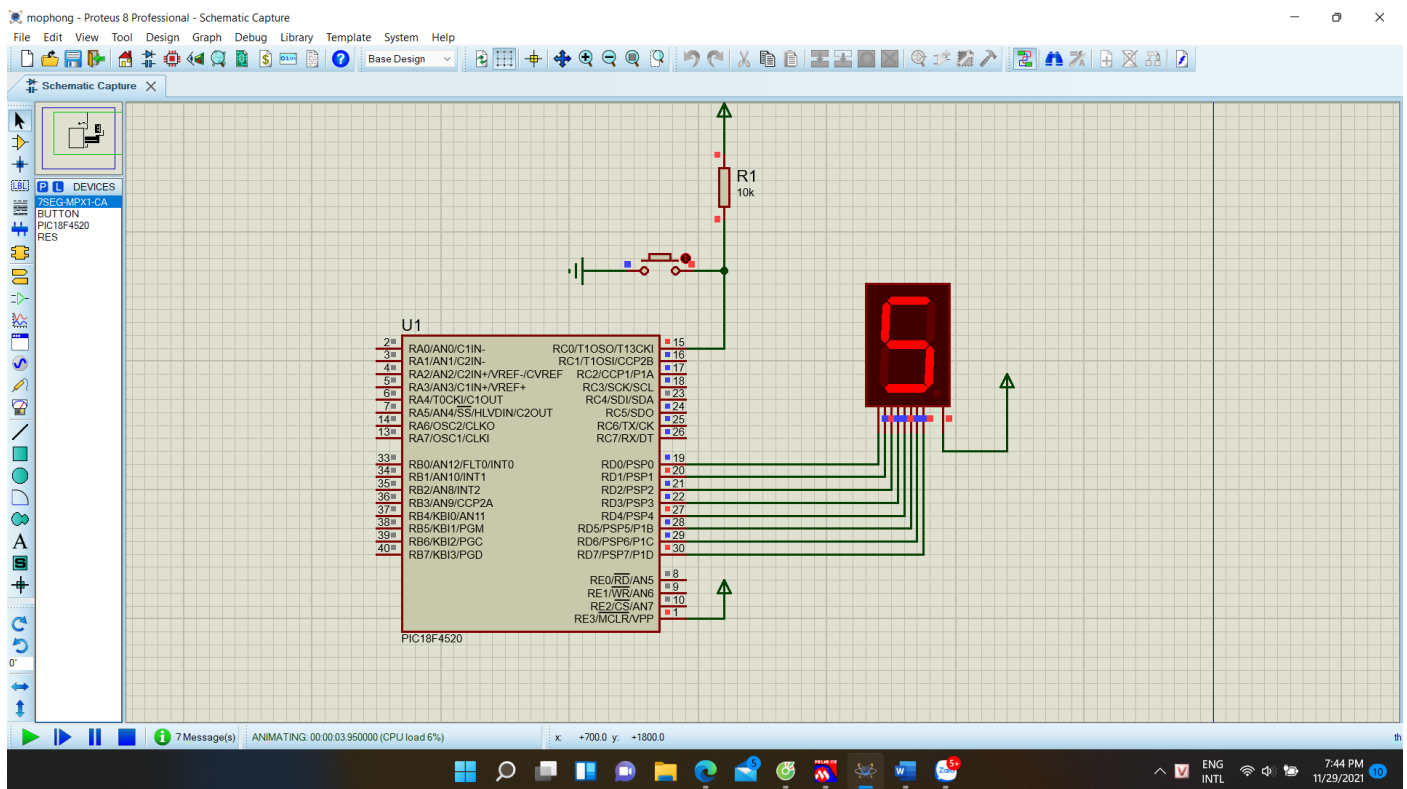 mophong - Proteus 8 Professional - Schematic Capture
File Edit View Tool Design Graph Debug Library Template System Help
Base Design
Schematic Capture
LBL
P L DEVICES
7SEG-MPX1-CA
BUTTON
PIC18F4520
RES
A
S
0°
R1
10k
U1
2 RA0/AN0/C1IN- RC0/T1OSO/T13CKI 15
3 RA1/AN1/C2IN- RC1/T1OSI/CCP2B 16
4 RA2/AN2/C2IN+/VREF-/CVREF RC2/CCP1/P1A 17
5 RA3/AN3/C1IN+/VREF+ RC3/SCK/SCL 18
6 RA4/T0CKI/C1OUT RC4/SDI/SDA 23
7 RA5/AN4/SS/HLVDIN/C2OUT RC5/SDO 24
14 RA6/OSC2/CLKO RC6/TX/CK 25
13 RA7/OSC1/CLKI RC7/RX/DT 26
33 RB0/AN12/FLT0/INT0 RD0/PSP0 19
34 RB1/AN10/INT1 RD1/PSP1 20
35 RB2/AN8/INT2 RD2/PSP2 21
36 RB3/AN9/CCP2A RD3/PSP3 22
37 RB4/KBI0/AN11 RD4/PSP4 27
38 RB5/KBI1/PGM RD5/PSP5/P1B 28
39 RB6/KBI2/PGC RD6/PSP6/P1C 29
40 RB7/KBI3/PGD RD7/PSP7/P1D 30
RE0/RD/AN5 8
RE1/WR/AN6 9
RE2/CS/AN7 10
RE3/MCLR/VPP 1
PIC18F4520
5
7 Message(s) ANIMATING: 00:00:03.950000 (CPU load 6%) x: +700.0 y: +1800.0 th
5 W Zalo 5+ V ENG INTL 7:44 PM 11/29/2021 10